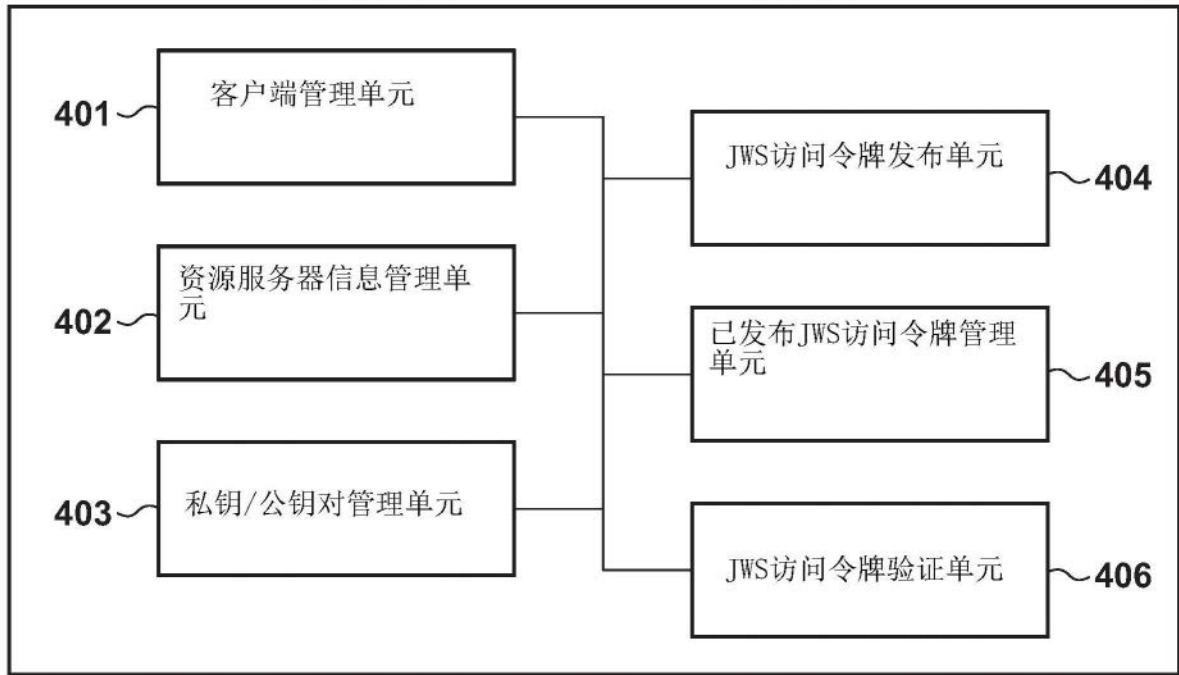 401
客户端管理单元
402
资源服务器信息管理单
元
403
私钥/公钥对管理单元
JWS访问令牌发布单元
404
已发布JWS访问令牌管理
单元
405
JWS访问令牌验证单元
406